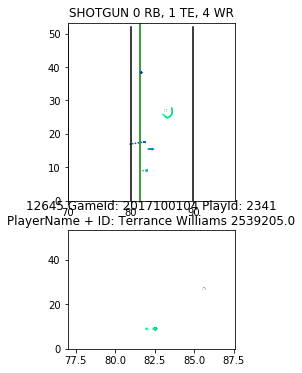 SHOTGUN 0 RB, 1 TE, 4 WR
50
40
30
20
10
0
70 80 90
12645 GameId: 2017100104 PlayId: 2341
PlayerName + ID: Terrance Williams 2539205.0
40
20
0
77.5 80.0 82.5 85.0 87.5